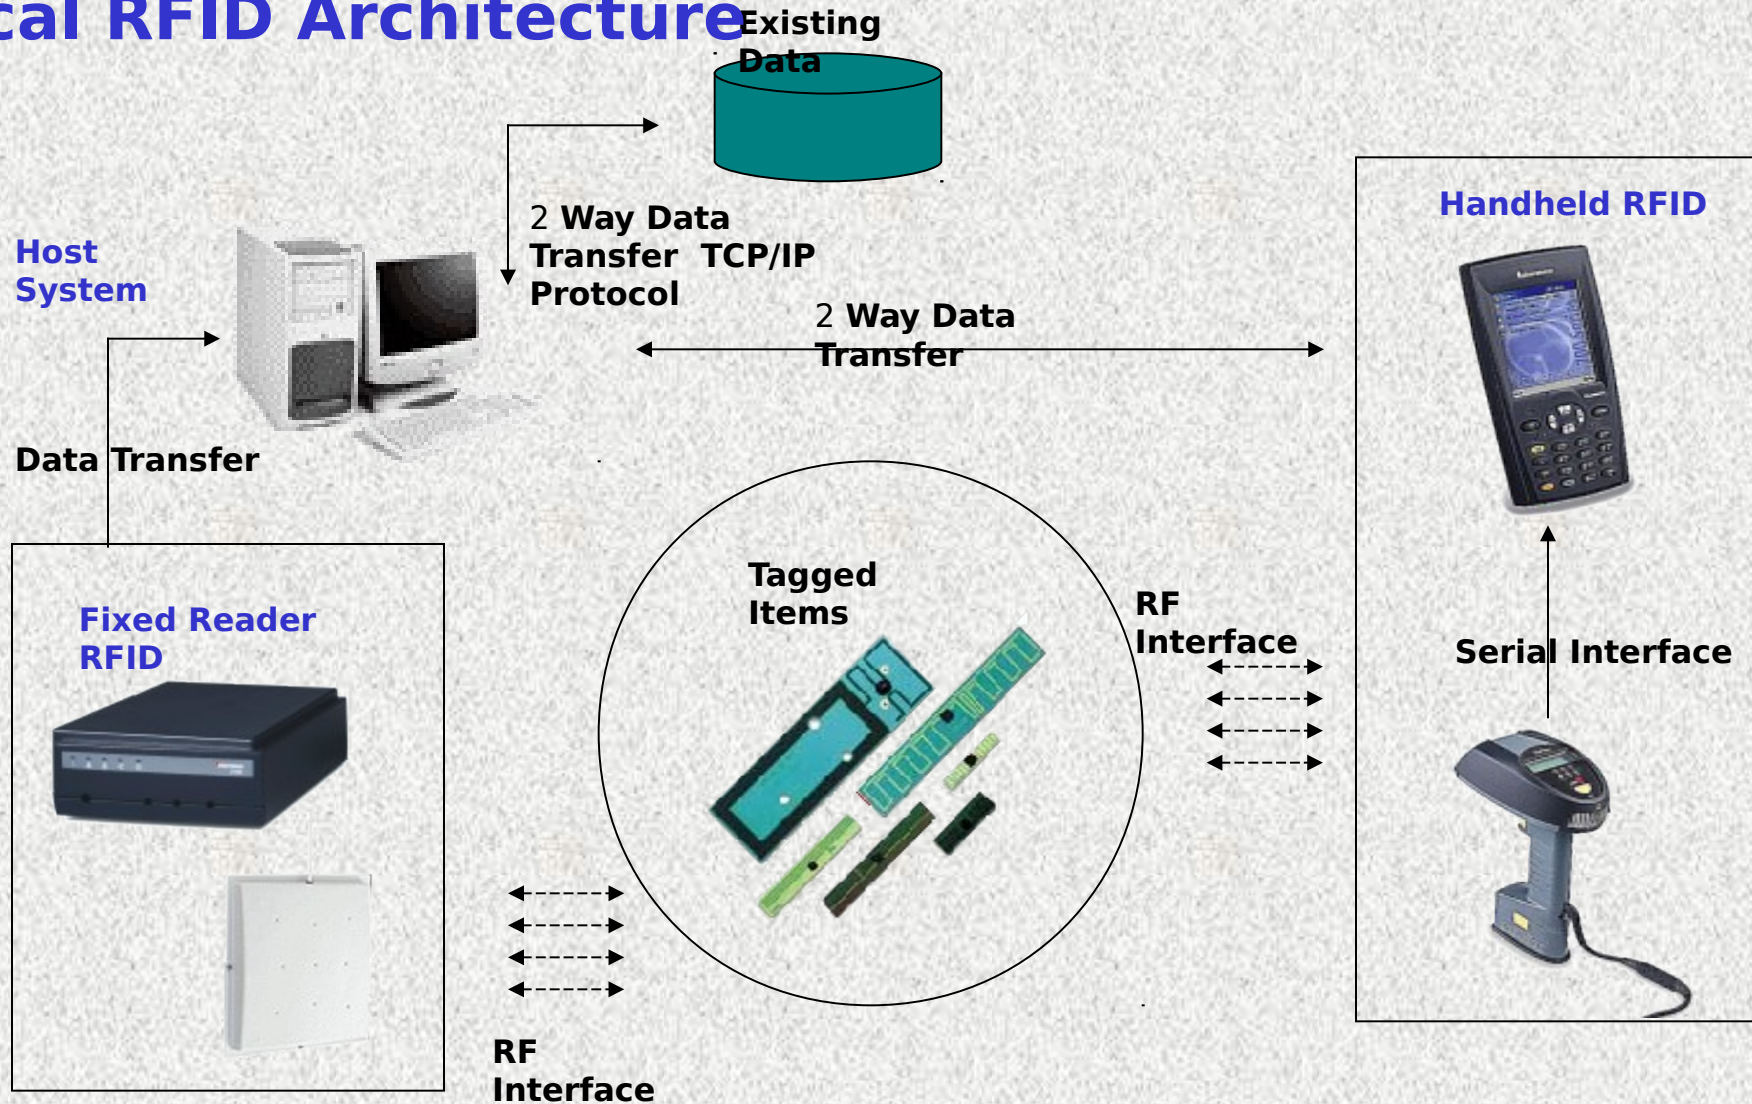 cal RFID Architecture
Existing
Data
2 Way Data
Transfer TCP/IP
Protocol
Host
System
2 Way Data
Transfer
Handheld RFID
Data Transfer
Tagged
Items
RF
Interface
Fixed Reader
RFID
Serial Interface
RF
Interface